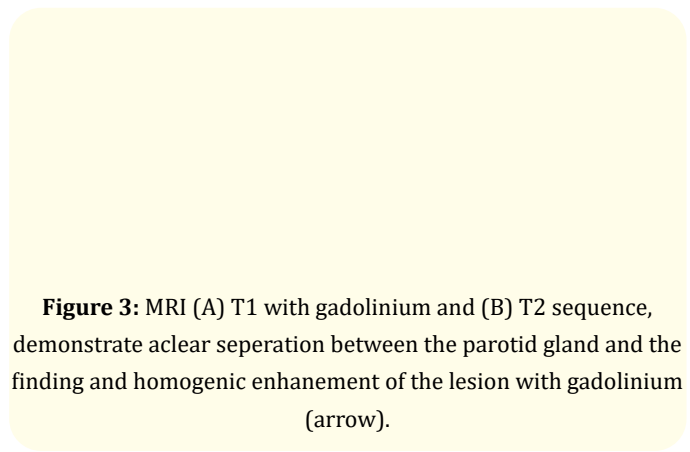 Figure 3: MRI (A) T1 with gadolinium and (B) T2 sequence,
demonstrate aclear seperation between the parotid gland and the
finding and homogenic enhanement of the lesion with gadolinium
(arrow).